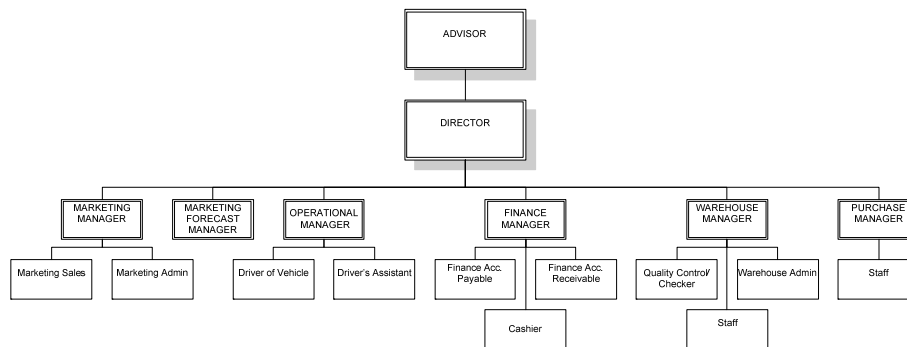 ADVISOR
DIRECTOR
MARKETING
MANAGER
MARKETING
FORECAST
MANAGER
OPERATIONAL
MANAGER
FINANCE
MANAGER
WAREHOUSE
MANAGER
PURCHASE
MANAGER
Marketing Sales
Marketing Admin
Driver of Vehicle
Driver's Assistant
Finance Acc.
Payable
Finance Acc.
Receivable
Quality Control/
Checker
Warehouse Admin
Staff
Cashier
Staff